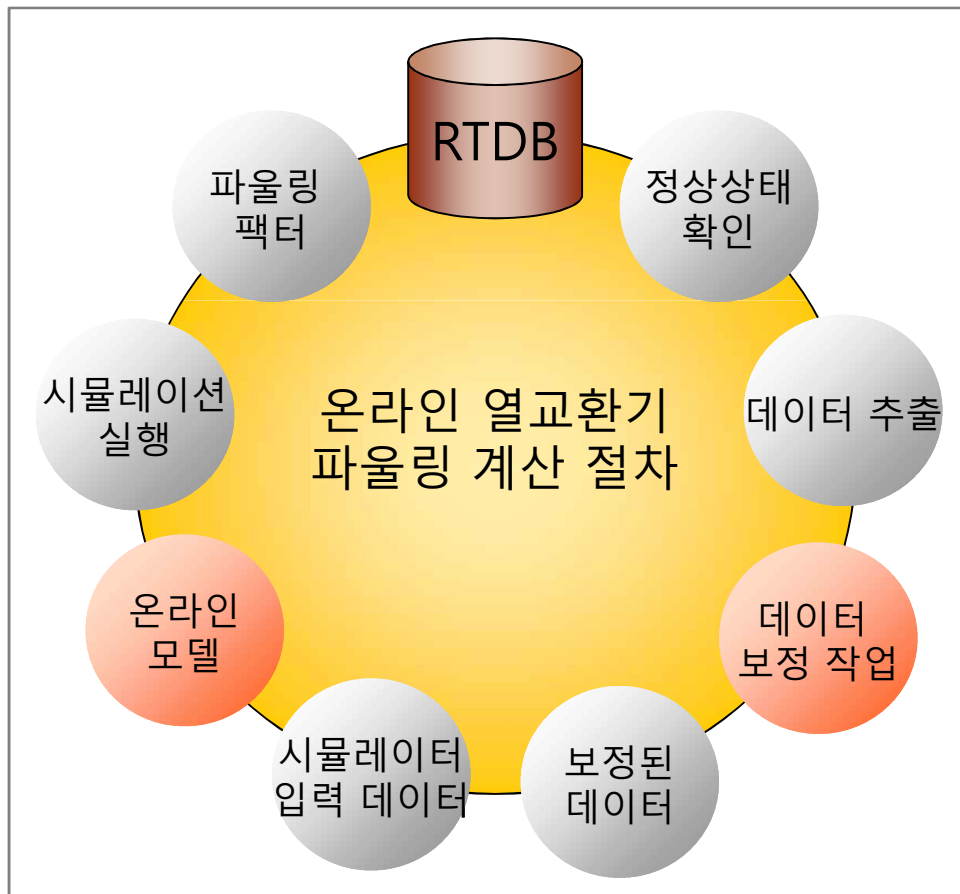 RTDB
정상상태
확인
데이터 추출
데이터
보정 작업
보정된
데이터
시뮬레이터
입력 데이터
온라인
모델
시뮬레이션
실행
파울링
팩터
온라인 열교환기
파울링 계산 절차